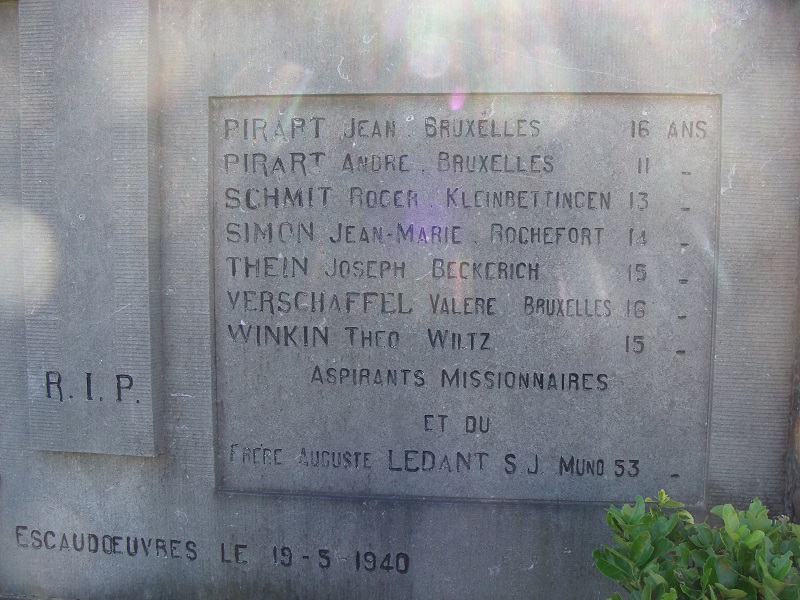 PIRART JEAN. BRUXELLES 16 ANS
PIRART ANDRE. BRUXELLES 11 -
SCHMIT ROGER. KLEINBETTINGEN 13 -
SIMON JEAN-MARIE. ROCHEFORT 14 -
THEIN JOSEPH BECKERICH 15 -
VERSCHAFFEL VALERE BRUXELLES 16 -
WINKIN THEO WILTZ 15 -
ASPIRANTS MISSIONNAIRES
ET DU
FRÈRE AUGUSTE LEDANT S.J. MUNO 53 -
R.I.P.
ESCAUDŒUVRES LE 19-5-1940